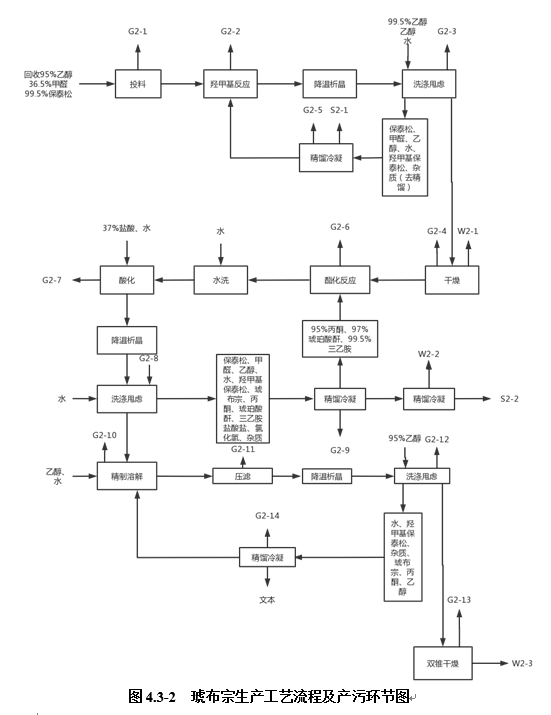 G2-1
G2-2
99.5%乙醇
乙醇
水
G2-3
回收95%乙醇
36.5%甲醛
99.5%保泰松
投料
羟甲基反应
降温析晶
洗涤甩虑
G2-5
S2-1
精馏冷凝
保泰松、
甲醛、乙
醇、水、
羟甲基保
泰松、杂
质（去精
馏）
37%盐酸、水
水
G2-6
G2-4
W2-1
G2-7
酸化
水洗
酯化反应
干燥
降温析晶
95%丙酮、97%
琥珀酸酐、99.5%
三乙胺
G2-8
水
洗涤甩虑
保泰松、甲
醛、乙醇、
水、羟甲基
保泰松、琥
布宗、丙
酮、琥珀酸
酐、三乙胺
盐酸盐、氯
化氢、杂质
精馏冷凝
W2-2
精馏冷凝
S2-2
G2-9
G2-10
乙醇、
水
精制溶解
G2-11
压滤
降温析晶
95%乙醇
G2-12
洗涤甩虑
G2-14
精馏冷凝
文本
水、羟
甲基保
泰松、
杂质、
琥布
宗、丙
酮、乙
醇
G2-13
双锥干燥
W2-3
图 4.3-2 琥布宗生产工艺流程及产污环节图